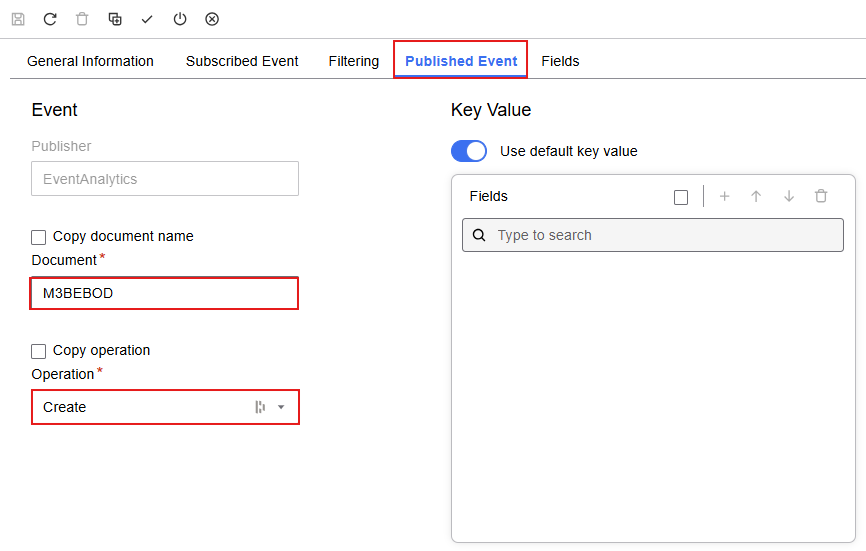 General Information Subscribed Event Filtering Published Event Fields
Event
Publisher
EventAnalytics
Copy document name
Document*
M3BEBOD
Copy operation
Operation*
Create
Key Value
Use default key value
Fields
Type to search